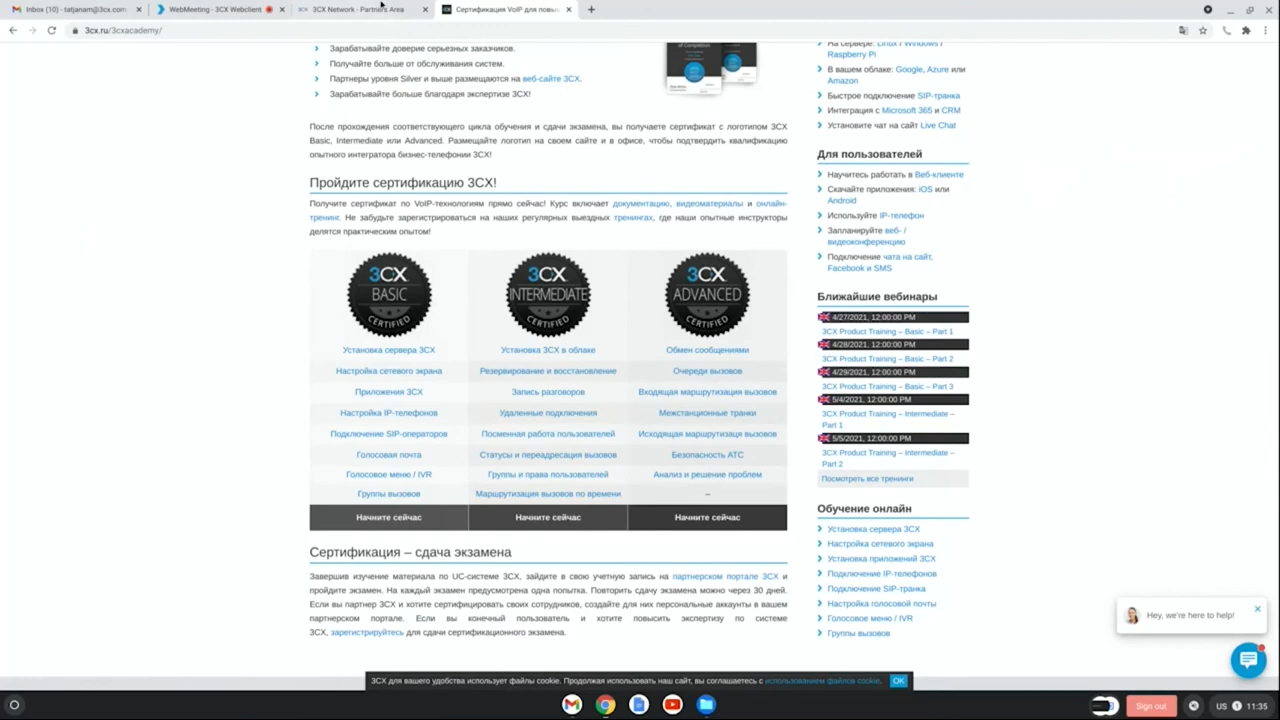 Inbox (10) - tatjanam@3cx.com
WebMeeting - 3CX Webclient
3CX Network - Partners Area
Сертификация VoIP для повы
3cx.ru/3cxacademy/
Зарабатывайте доверие серьезных заказчиков.
Получайте больше от обслуживания систем.
Партнеры уровня Silver и выше размещаются на веб-сайте 3CX.
Зарабатывайте больше благодаря экспертизе 3CX!
of Completion
После прохождения соответствующего цикла обучения и сдачи экзамена, вы получаете сертификат с логотипом 3CX
Basic, Intermediate или Advanced. Размещайте логотип на своем сайте и в офисе, чтобы подтвердить квалификацию
опытного интегратора бизнес-телефонии 3CX!
Пройдите сертификацию 3CX!
Получите сертификат по VoIP-технологиям прямо сейчас! Курс включает документацию, видеоматериалы и онлайн-
тренинг. Не забудьте зарегистрироваться на наших регулярных выездных тренингах, где наши опытные инструкторы
делятся практическим опытом!
3CX BASIC CERTIFIED
3CX INTERMEDIATE CERTIFIED
3CX ADVANCED CERTIFIED
Установка сервера 3CX Установка 3CX в облаке Обмен сообщениями
Настройка сетевого экрана Резервирование и восстановление Очереди вызовов
Приложения 3CX Запись разговоров Входящая маршрутизация вызовов
Настройка IP-телефонов Удаленные подключения Межстанционные транки
Подключение SIP-операторов Посменная работа пользователей Исходящая маршрутизаця вызовов
Голосовая почта Статусы и переадресация вызовов Безопасность АТС
Голосовое меню / IVR Группы и права пользователей Анализ и решение проблем
Группы вызовов Маршрутизация вызовов по времени –
Начните сейчас Начните сейчас Начните сейчас
Сертификация – сдача экзамена
Завершив изучение материала по UC-системе 3CX, зайдите в свою учетную запись на партнерском портале 3CX и
пройдите экзамен. На каждый экзамен предусмотрена одна попытка. Повторить сдачу экзамена можно через 30 дней.
Если вы партнер 3CX и хотите сертифицировать своих сотрудников, создайте для них персональные аккаунты в вашем
партнерском портале. Если вы конечный пользователь и хотите повысить экспертизу по системе
3CX, зарегистрируйтесь для сдачи сертификационного экзамена.
На сервере: Linux / Windows /
Raspberry Pi
В вашем облаке: Google, Azure или
Amazon
Быстрое подключение SIP-транка
Интеграция с Microsoft 365 и CRM
Установите чат на сайт Live Chat
Для пользователей
Научитесь работать в Веб-клиенте
Скачайте приложения: iOS или
Android
Используйте IP-телефон
Запланируйте веб- /
видеоконференцию
Подключение чата на сайт,
Facebook и SMS
Ближайшие вебинары
4/27/2021, 12:00:00 PM
3CX Product Training – Basic – Part 1
4/28/2021, 12:00:00 PM
3CX Product Training – Basic – Part 2
4/29/2021, 12:00:00 PM
3CX Product Training – Basic – Part 3
5/4/2021, 12:00:00 PM
3CX Product Training – Intermediate –
Part 1
5/5/2021, 12:00:00 PM
3CX Product Training – Intermediate –
Part 2
Посмотреть все тренинги
Обучение онлайн
Установка сервера 3CX
Настройка сетевого экрана
Установка приложений 3CX
Подключение IP-телефонов
Подключение SIP-транка
Настройка голосовой почты
Голосовое меню / IVR
Группы вызовов
Hey, we're here to help!
3CX для вашего удобства использует файлы cookie. Продолжая использовать наш сайт, вы соглашаетесь с использованием файлов cookie. OK
Sign out
US
11:35